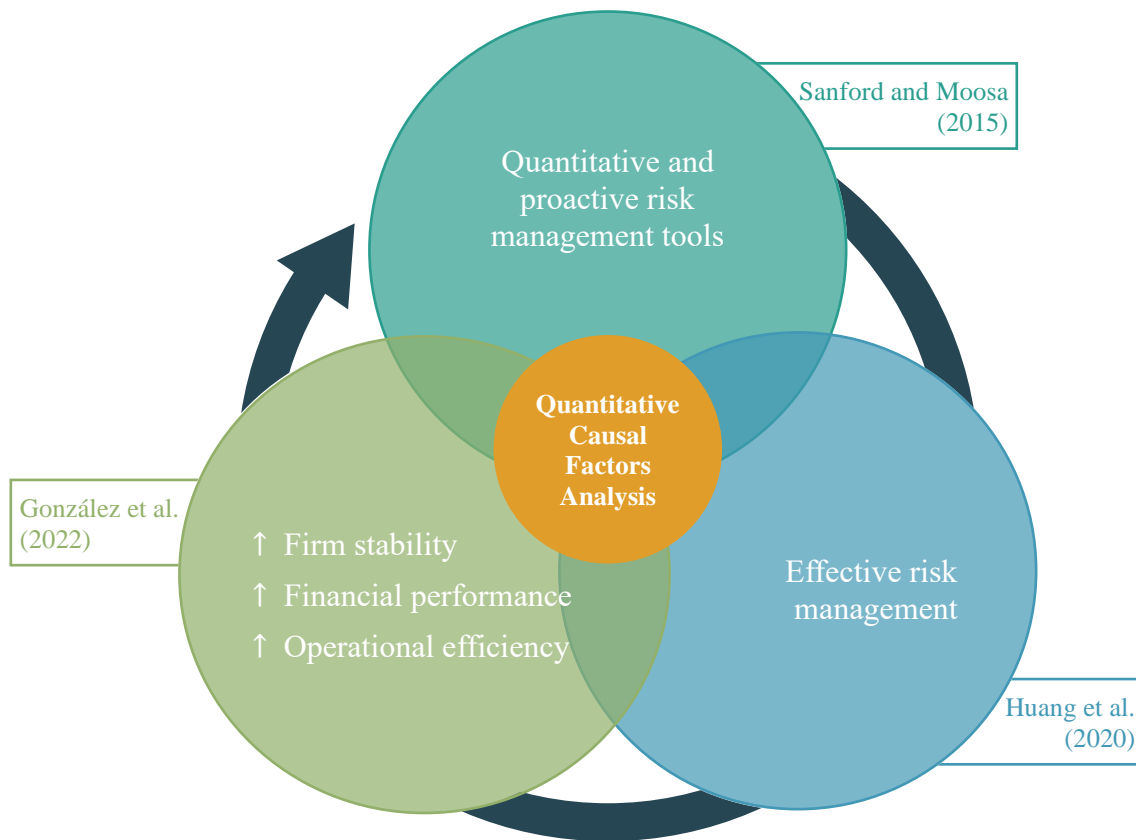 Sanford and Moosa
(2015)
Quantitative and
proactive risk
management tools
Quantitative
Causal
Factors
Analysis
González et al.
(2022)
↑ Firm stability
↑ Financial performance
↑ Operational efficiency
Effective risk
management
Huang et al.
(2020)